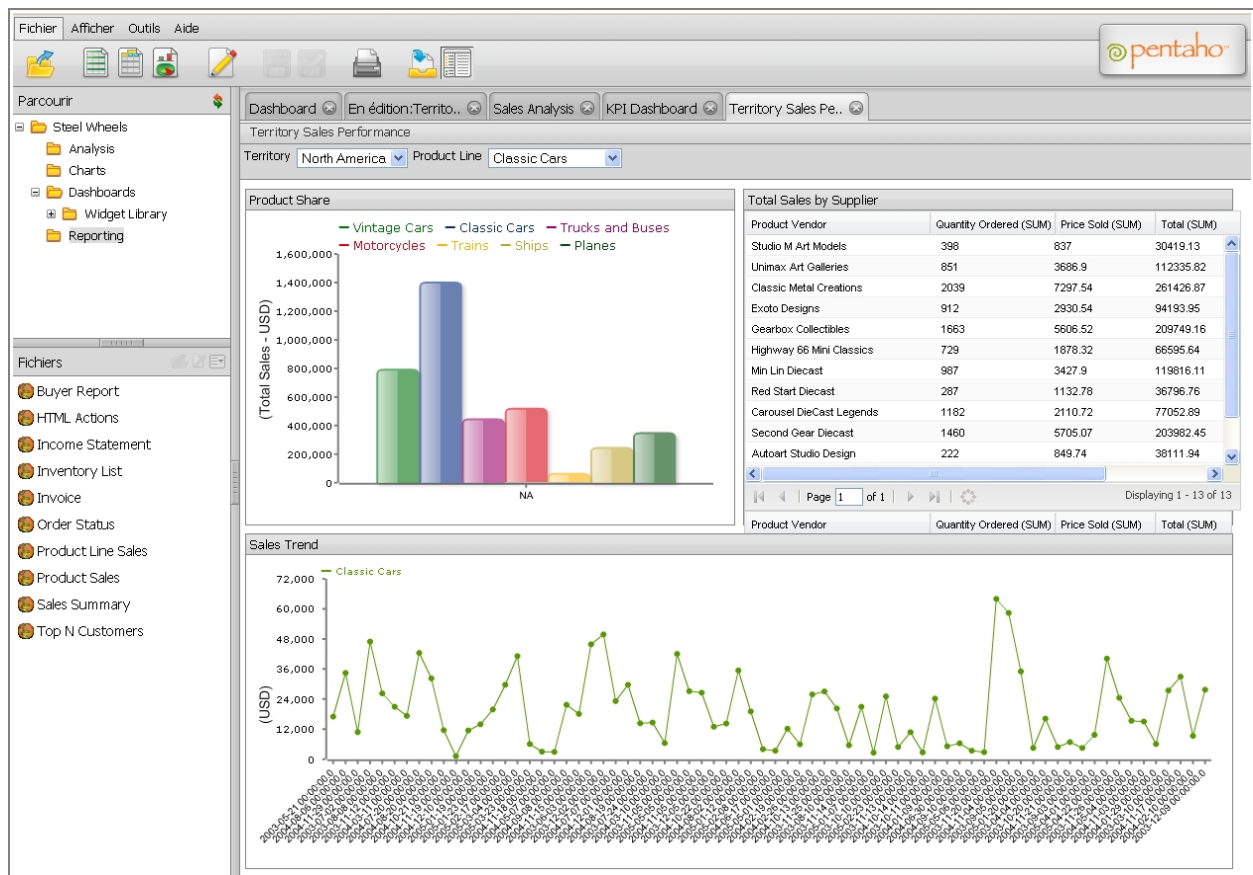 Fichier Afficher Outils Aide
pentaho
Parcourir
Steel Wheels
Analysis
Charts
Dashboards
Widget Library
Reporting
Fichiers
Buyer Report
HTML Actions
Income Statement
Inventory List
Invoice
Order Status
Product Line Sales
Product Sales
Sales Summary
Top N Customers
Dashboard En édition:Territo.. Sales Analysis KPI Dashboard Territory Sales Pe..
Territory Sales Performance
Territory North America Product Line Classic Cars
Product Share
Vintage Cars Classic Cars Trucks and Buses
Motorcycles Trains Ships Planes
1,600,000
1,400,000
1,200,000
1,000,000
800,000
600,000
400,000
200,000
0
(Total Sales - USD)
NA
Total Sales by Supplier
Product Vendor Quantity Ordered (SUM) Price Sold (SUM) Total (SUM)
Studio M Art Models 398 837 30419.13
Unimax Art Galleries 851 3686.9 112335.82
Classic Metal Creations 2039 7297.54 261426.87
Exoto Designs 912 2930.54 94193.95
Gearbox Collectibles 1663 5606.52 209749.16
Highway 66 Mini Classics 729 1878.32 66595.64
Min Lin Diecast 987 3427.9 119816.11
Red Start Diecast 287 1132.78 36796.76
Carousel DieCast Legends 1182 2110.72 77052.89
Second Gear Diecast 1460 5705.07 203982.45
Autoart Studio Design 222 849.74 38111.94
Page 1 of 1 Displaying 1 - 13 of 13
Product Vendor Quantity Ordered (SUM) Price Sold (SUM) Total (SUM)
Sales Trend
Classic Cars
72,000
60,000
48,000
36,000
24,000
12,000
0
(USD)